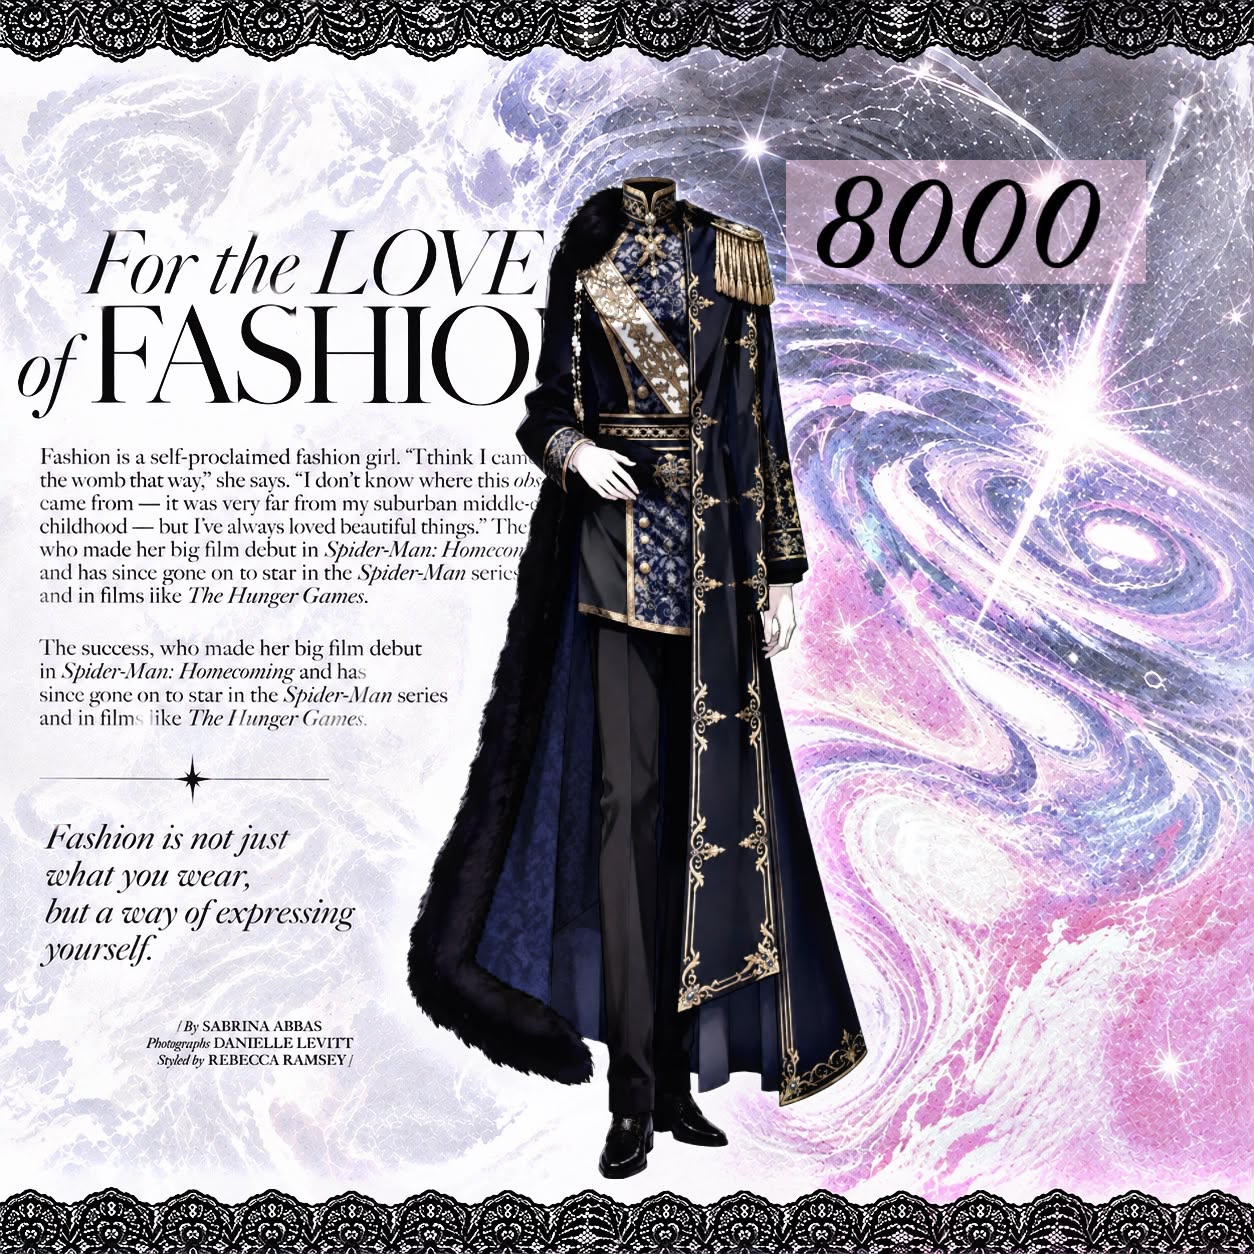 8000
For the LOVE
of FASHIO
Fashion is a self-proclaimed fashion girl. “Tthink I cam
the womb that way,” she says. “I don’t know where this obs
came from — it was very far from my suburban middle-c
childhood — but I’ve always loved beautiful things.” The
who made her big film debut in Spider-Man: Homecom
and has since gone on to star in the Spider-Man series
and in films iike The Hunger Games.
The success, who made her big film debut
in Spider-Man: Homecoming and has
since gone on to star in the Spider-Man series
and in films like The Hunger Games.
Fashion is not just
what you wear,
but a way of expressing
yourself.
/ By SABRINA ABBAS
Photographs DANIELLE LEVITT
Styled by REBECCA RAMSEY /